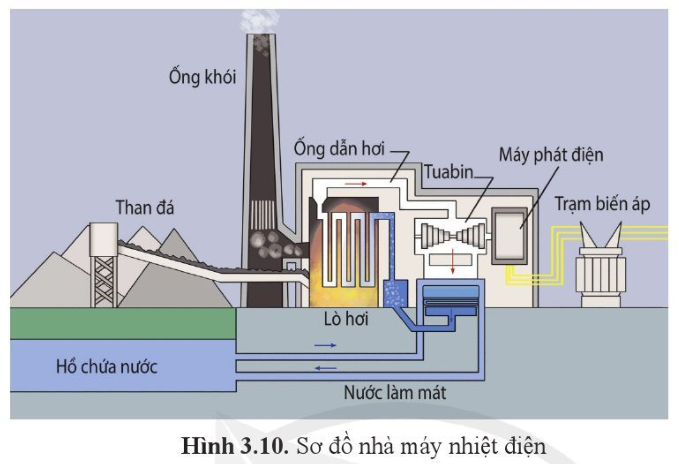 Ống khói
Ống dẫn hơi
Tuabin
Máy phát điện
Than đá
Trạm biến áp
Lò hơi
Hồ chứa nước
Nước làm mát
Hình 3.10. Sơ đồ nhà máy nhiệt điện